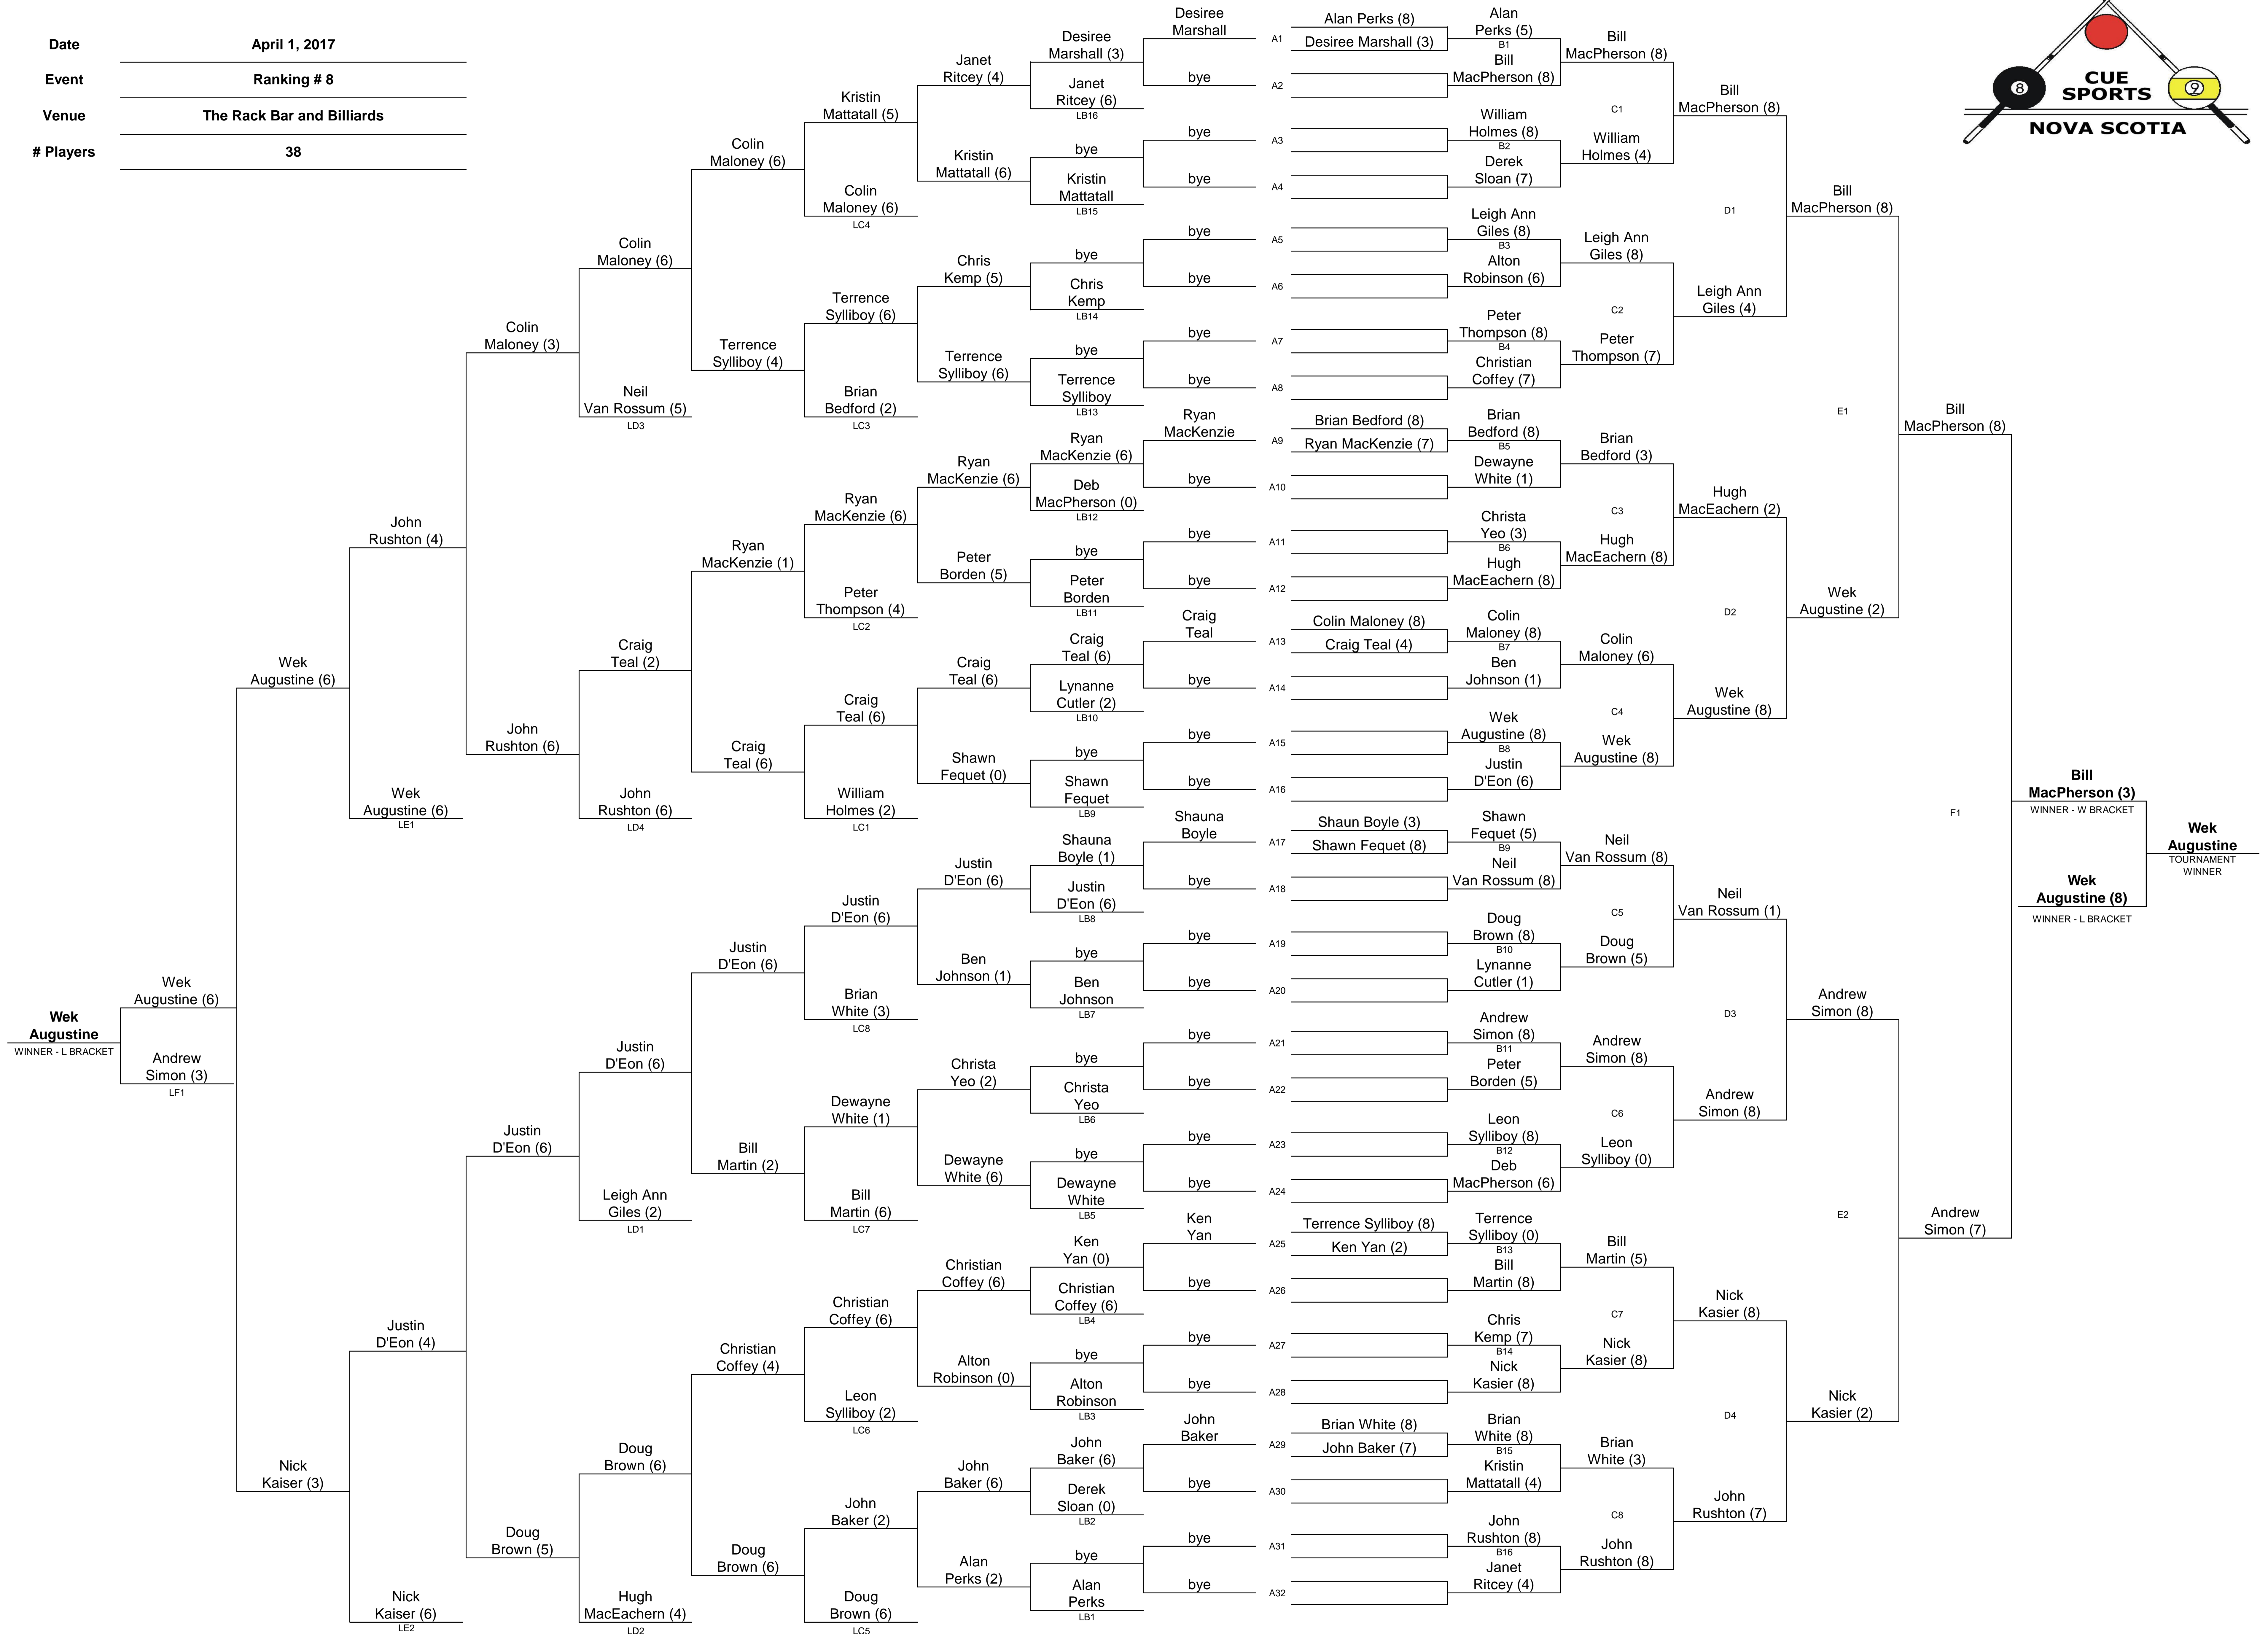 Date
April 1, 2017
Event
Ranking # 8
Venue
The Rack Bar and Billiards
# Players
38
8
9
CUE
SPORTS
NOVA SCOTIA
Wek
Augustine
WINNER - L BRACKET
Wek
Augustine (6)
Andrew
Simon (3)
LF1
Wek
Augustine (6)
Nick
Kaiser (3)
John
Rushton (4)
Wek
Augustine (6)
LE1
Justin
D'Eon (4)
Nick
Kaiser (6)
LE2
Colin
Maloney (3)
John
Rushton (6)
Justin
D'Eon (6)
Doug
Brown (5)
Colin
Maloney (6)
Neil
Van Rossum (5)
LD3
Craig
Teal (2)
John
Rushton (6)
LD4
Justin
D'Eon (6)
Leigh Ann
Giles (2)
LD1
Doug
Brown (6)
Hugh
MacEachern (4)
LD2
Colin
Maloney (6)
Terrence
Sylliboy (4)
Ryan
MacKenzie (1)
Craig
Teal (6)
Justin
D'Eon (6)
Bill
Martin (2)
Christian
Coffey (4)
Doug
Brown (6)
Kristin
Mattatall (5)
Colin
Maloney (6)
LC4
Terrence
Sylliboy (6)
Brian
Bedford (2)
LC3
Ryan
MacKenzie (6)
Peter
Thompson (4)
LC2
Craig
Teal (6)
William
Holmes (2)
LC1
Justin
D'Eon (6)
Brian
White (3)
LC8
Dewayne
White (1)
Bill
Martin (6)
LC7
Christian
Coffey (6)
Leon
Sylliboy (2)
LC6
John
Baker (2)
Doug
Brown (6)
LC5
Janet
Ritcey (4)
Kristin
Mattatall (6)
Chris
Kemp (5)
Terrence
Sylliboy (6)
Ryan
MacKenzie (6)
Peter
Borden (5)
Craig
Teal (6)
Shawn
Fequet (0)
Justin
D'Eon (6)
Ben
Johnson (1)
Christa
Yeo (2)
Dewayne
White (6)
Christian
Coffey (6)
Alton
Robinson (0)
John
Baker (6)
Alan
Perks (2)
Desiree
Marshall (3)
Janet
Ritcey (6)
LB16
bye
Kristin
Mattatall
LB15
bye
Chris
Kemp
LB14
bye
Terrence
Sylliboy
LB13
Ryan
MacKenzie (6)
Deb
MacPherson (0)
LB12
bye
Peter
Borden
LB11
Craig
Teal (6)
Lynanne
Cutler (2)
LB10
bye
Shawn
Fequet
LB9
Shauna
Boyle (1)
Justin
D'Eon (6)
LB8
bye
Ben
Johnson
LB7
bye
Christa
Yeo
LB6
bye
Dewayne
White
LB5
Ken
Yan (0)
Christian
Coffey (6)
LB4
bye
Alton
Robinson
LB3
John
Baker (6)
Derek
Sloan (0)
LB2
bye
Alan
Perks
LB1
Desiree
Marshall
bye
bye
bye
bye
bye
bye
bye
Ryan
MacKenzie
bye
bye
bye
Craig
Teal
bye
bye
bye
Shauna
Boyle
bye
bye
bye
bye
bye
bye
bye
Ken
Yan
bye
bye
bye
John
Baker
bye
bye
bye
A1
A2
A3
A4
A5
A6
A7
A8
A9
A10
A11
A12
A13
A14
A15
A16
A17
A18
A19
A20
A21
A22
A23
A24
A25
A26
A27
A28
A29
A30
A31
A32
Alan Perks (8)
Desiree Marshall (3)
Brian Bedford (8)
Ryan MacKenzie (7)
Colin Maloney (8)
Craig Teal (4)
Shaun Boyle (3)
Shawn Fequet (8)
Terrence Sylliboy (8)
Ken Yan (2)
Brian White (8)
John Baker (7)
Alan
Perks (5)
B1
Bill
MacPherson (8)
William
Holmes (8)
B2
Derek
Sloan (7)
Leigh Ann
Giles (8)
B3
Alton
Robinson (6)
Peter
Thompson (8)
B4
Christian
Coffey (7)
Brian
Bedford (8)
B5
Dewayne
White (1)
Christa
Yeo (3)
B6
Hugh
MacEachern (8)
Colin
Maloney (8)
B7
Ben
Johnson (1)
Wek
Augustine (8)
B8
Justin
D'Eon (6)
Shawn
Fequet (5)
B9
Neil
Van Rossum (8)
Doug
Brown (8)
B10
Lynanne
Cutler (1)
Andrew
Simon (8)
B11
Peter
Borden (5)
Leon
Sylliboy (8)
B12
Deb
MacPherson (6)
Terrence
Sylliboy (0)
B13
Bill
Martin (8)
Chris
Kemp (7)
B14
Nick
Kasier (8)
Brian
White (8)
B15
Kristin
Mattatall (4)
John
Rushton (8)
B16
Janet
Ritcey (4)
Bill
MacPherson (8)
C1
William
Holmes (4)
Leigh Ann
Giles (8)
C2
Peter
Thompson (7)
Brian
Bedford (3)
C3
Hugh
MacEachern (8)
Colin
Maloney (6)
C4
Wek
Augustine (8)
Neil
Van Rossum (8)
C5
Doug
Brown (5)
Andrew
Simon (8)
C6
Leon
Sylliboy (0)
Bill
Martin (5)
C7
Nick
Kasier (8)
Brian
White (3)
C8
John
Rushton (8)
Bill
MacPherson (8)
D1
Leigh Ann
Giles (4)
Hugh
MacEachern (2)
D2
Wek
Augustine (8)
Neil
Van Rossum (1)
D3
Andrew
Simon (8)
Nick
Kasier (8)
D4
John
Rushton (7)
Bill
MacPherson (8)
E1
Wek
Augustine (2)
Andrew
Simon (8)
E2
Nick
Kasier (2)
Bill
MacPherson (8)
F1
Andrew
Simon (7)
Bill
MacPherson (3)
WINNER - W BRACKET
Wek
Augustine (8)
WINNER - L BRACKET
Wek
Augustine
TOURNAMENT
WINNER